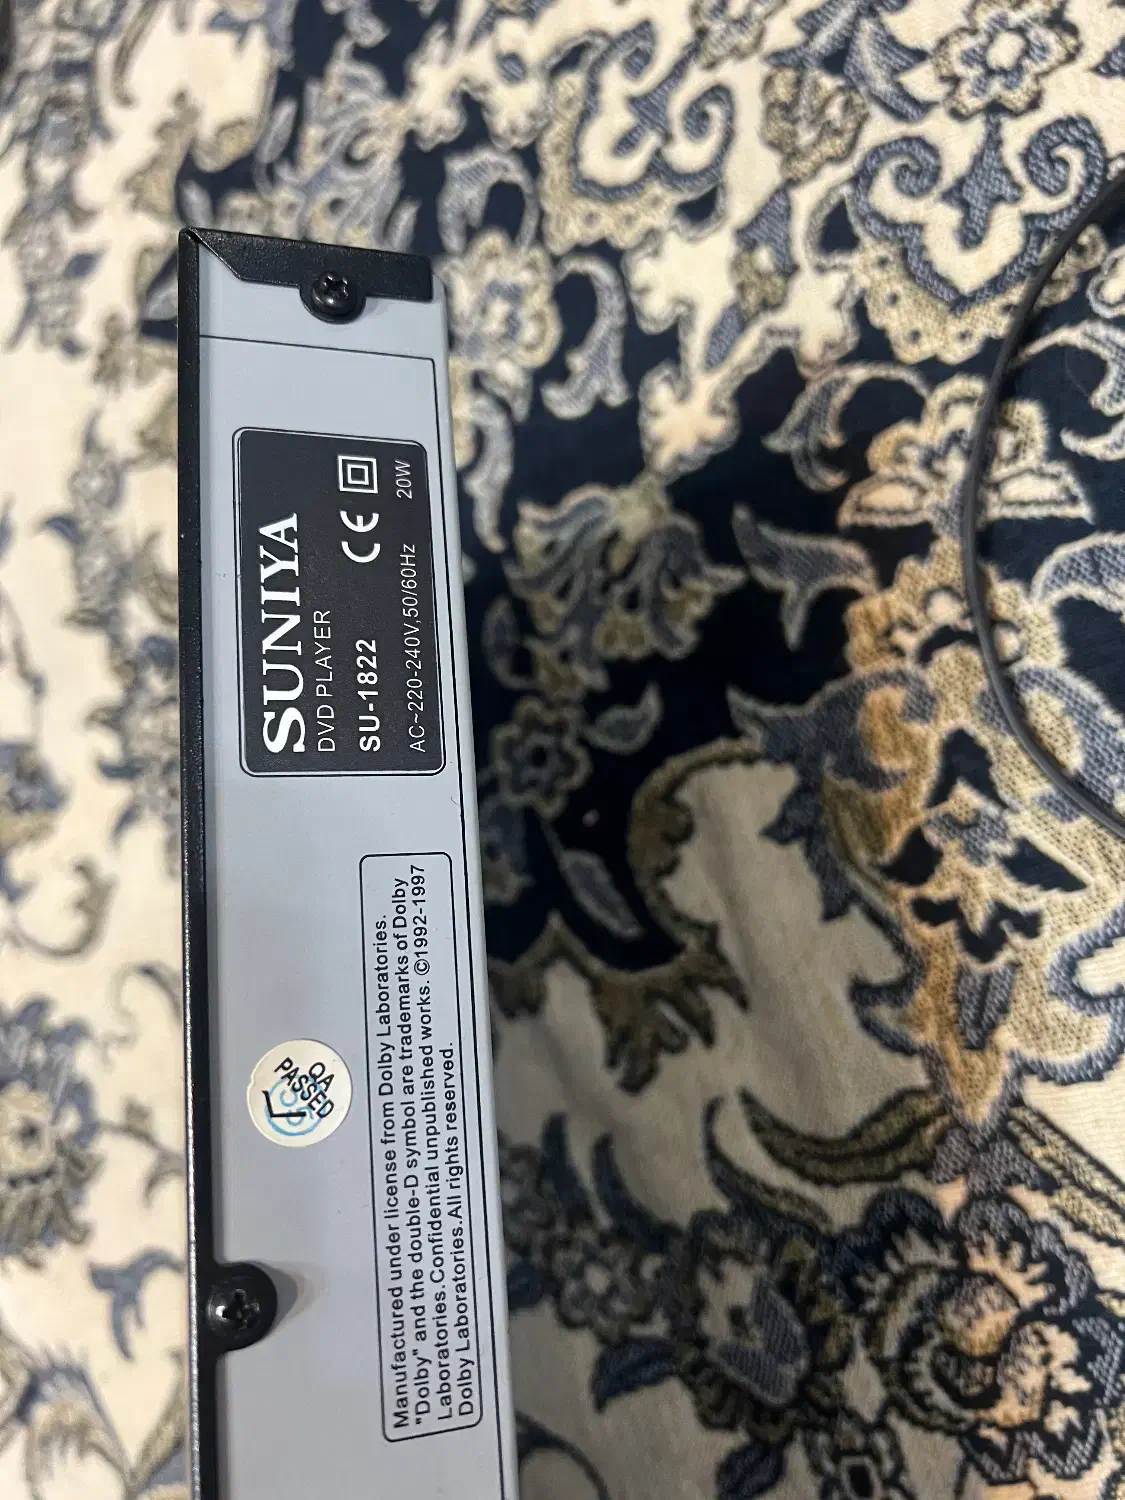 SUNIYA
DVD PLAYER
SU-1822 CE
AC~220-240V,50/60Hz 20W
QA
PASSED
Manufactured under license from Dolby Laboratories.
"Dolby" and the double-D symbol are trademarks of Dolby
Laboratories.Confidential unpublished works. ©1992-1997
Dolby Laboratories.All rights reserved.